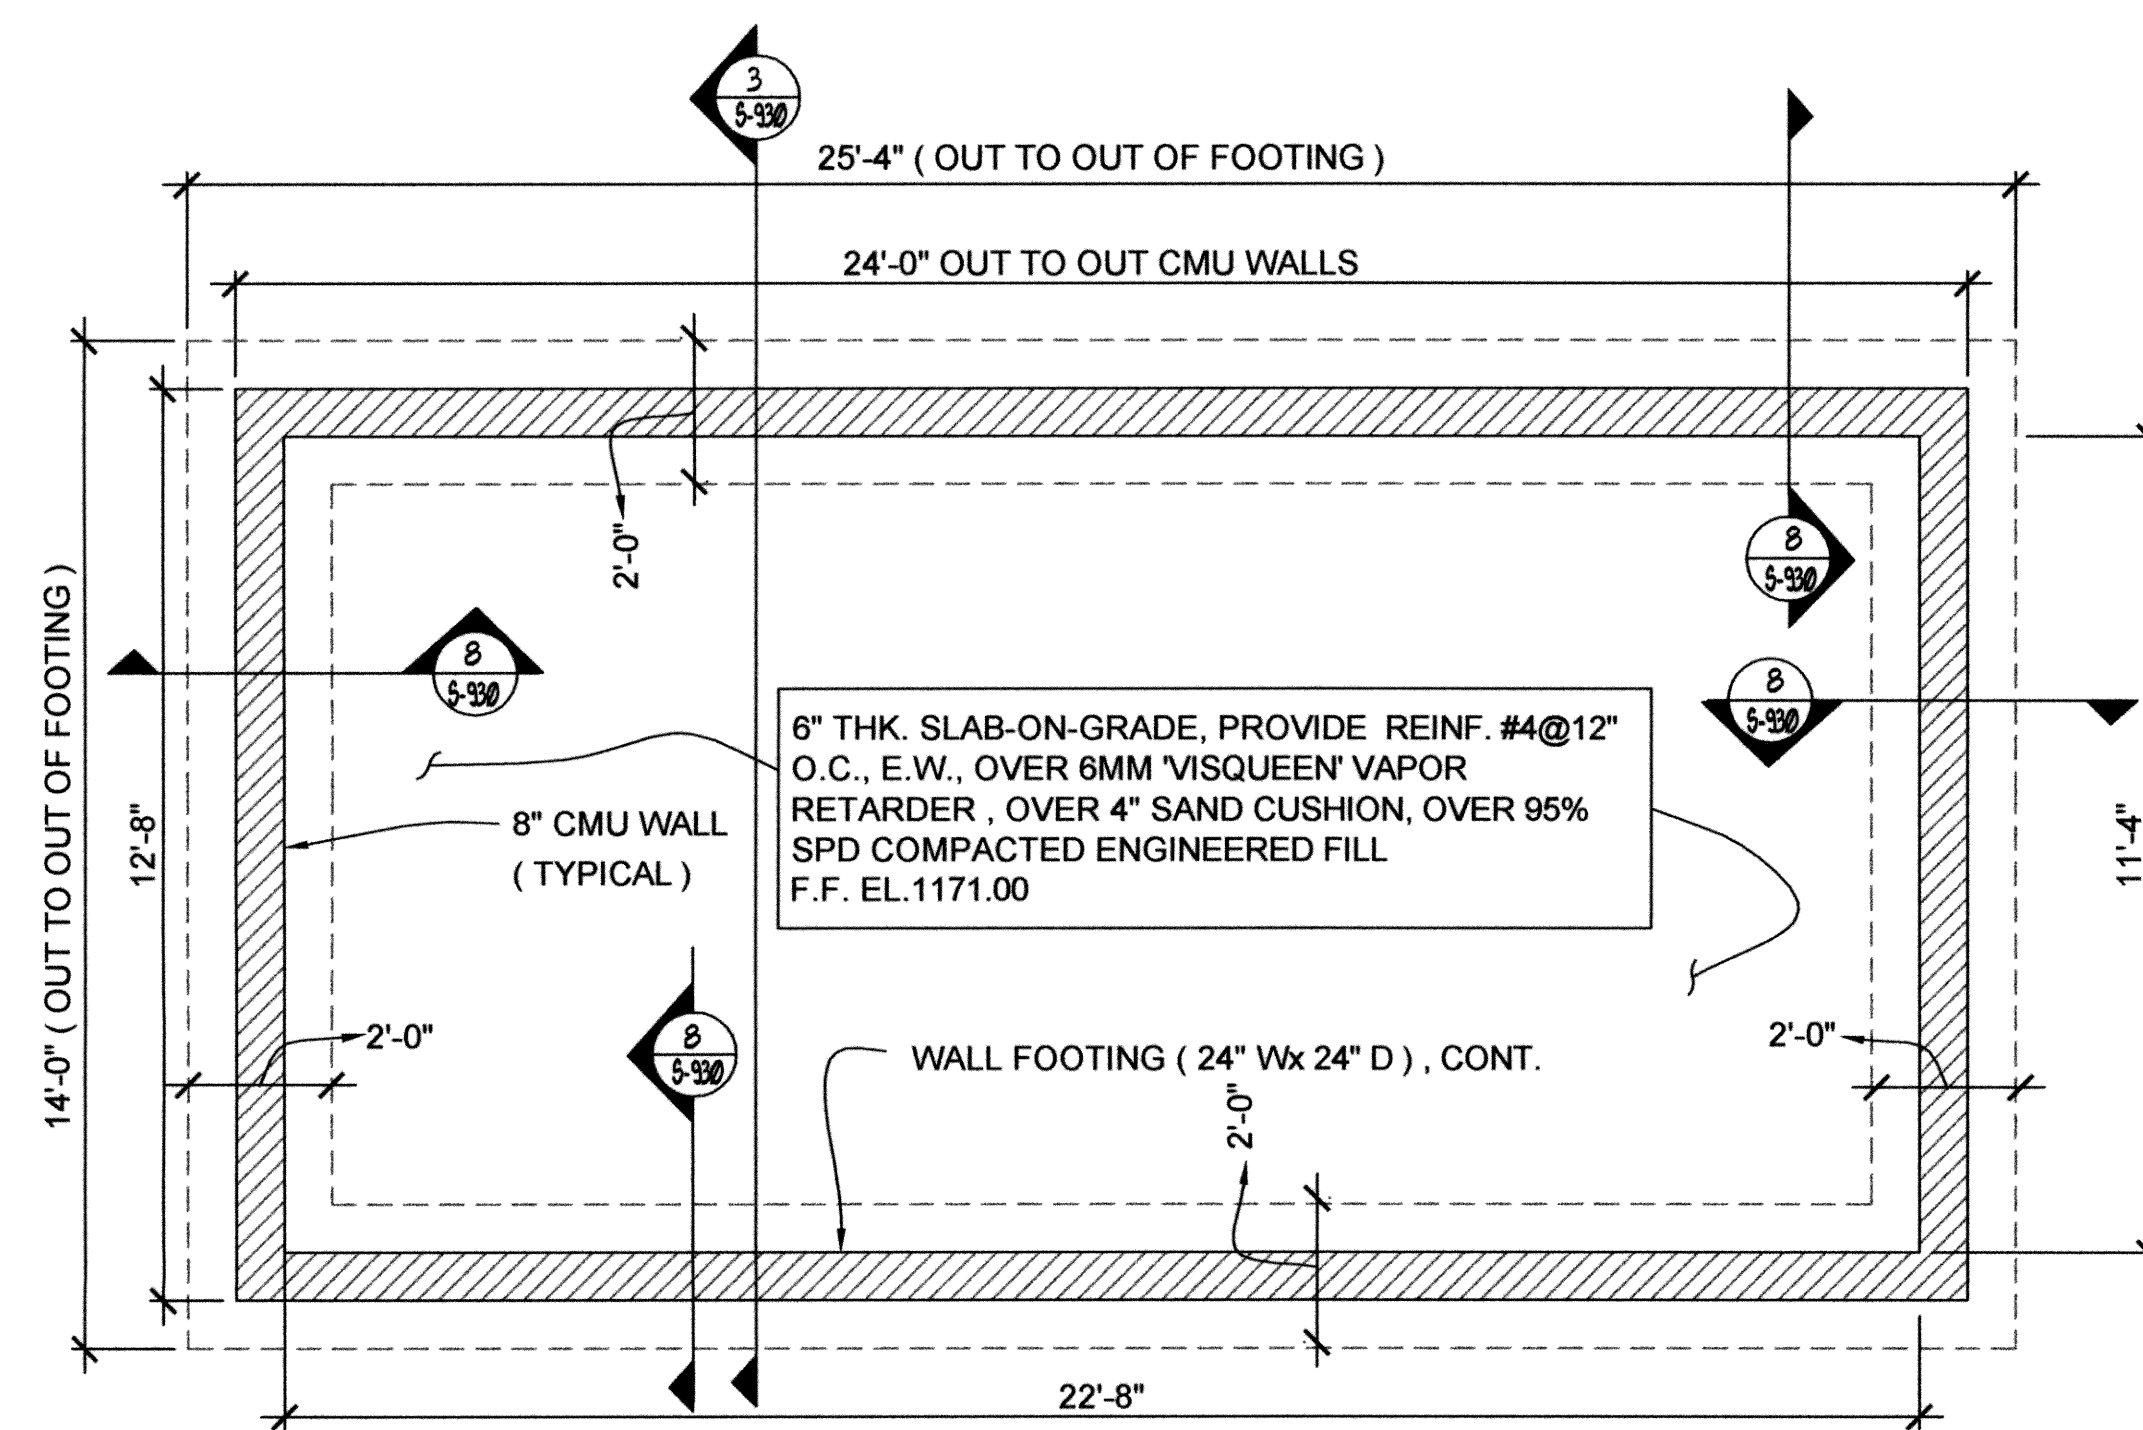 3
S-930
25'-4" ( OUT TO OUT OF FOOTING )
24'-0" OUT TO OUT CMU WALLS
2'-0"
8
S-930
14'-0" ( OUT TO OUT OF FOOTING )
12'-8"
8
S-930
8
S-930
6" THK. SLAB-ON-GRADE, PROVIDE REINF. #4@12"
O.C., E.W., OVER 6MM 'VISQUEEN' VAPOR
RETARDER , OVER 4" SAND CUSHION, OVER 95%
SPD COMPACTED ENGINEERED FILL
F.F. EL.1171.00
8" CMU WALL
( TYPICAL )
11'-4"
2'-0"
8
S-930
WALL FOOTING ( 24" Wx 24" D ) , CONT.
2'-0"
2'-0"
22'-8"